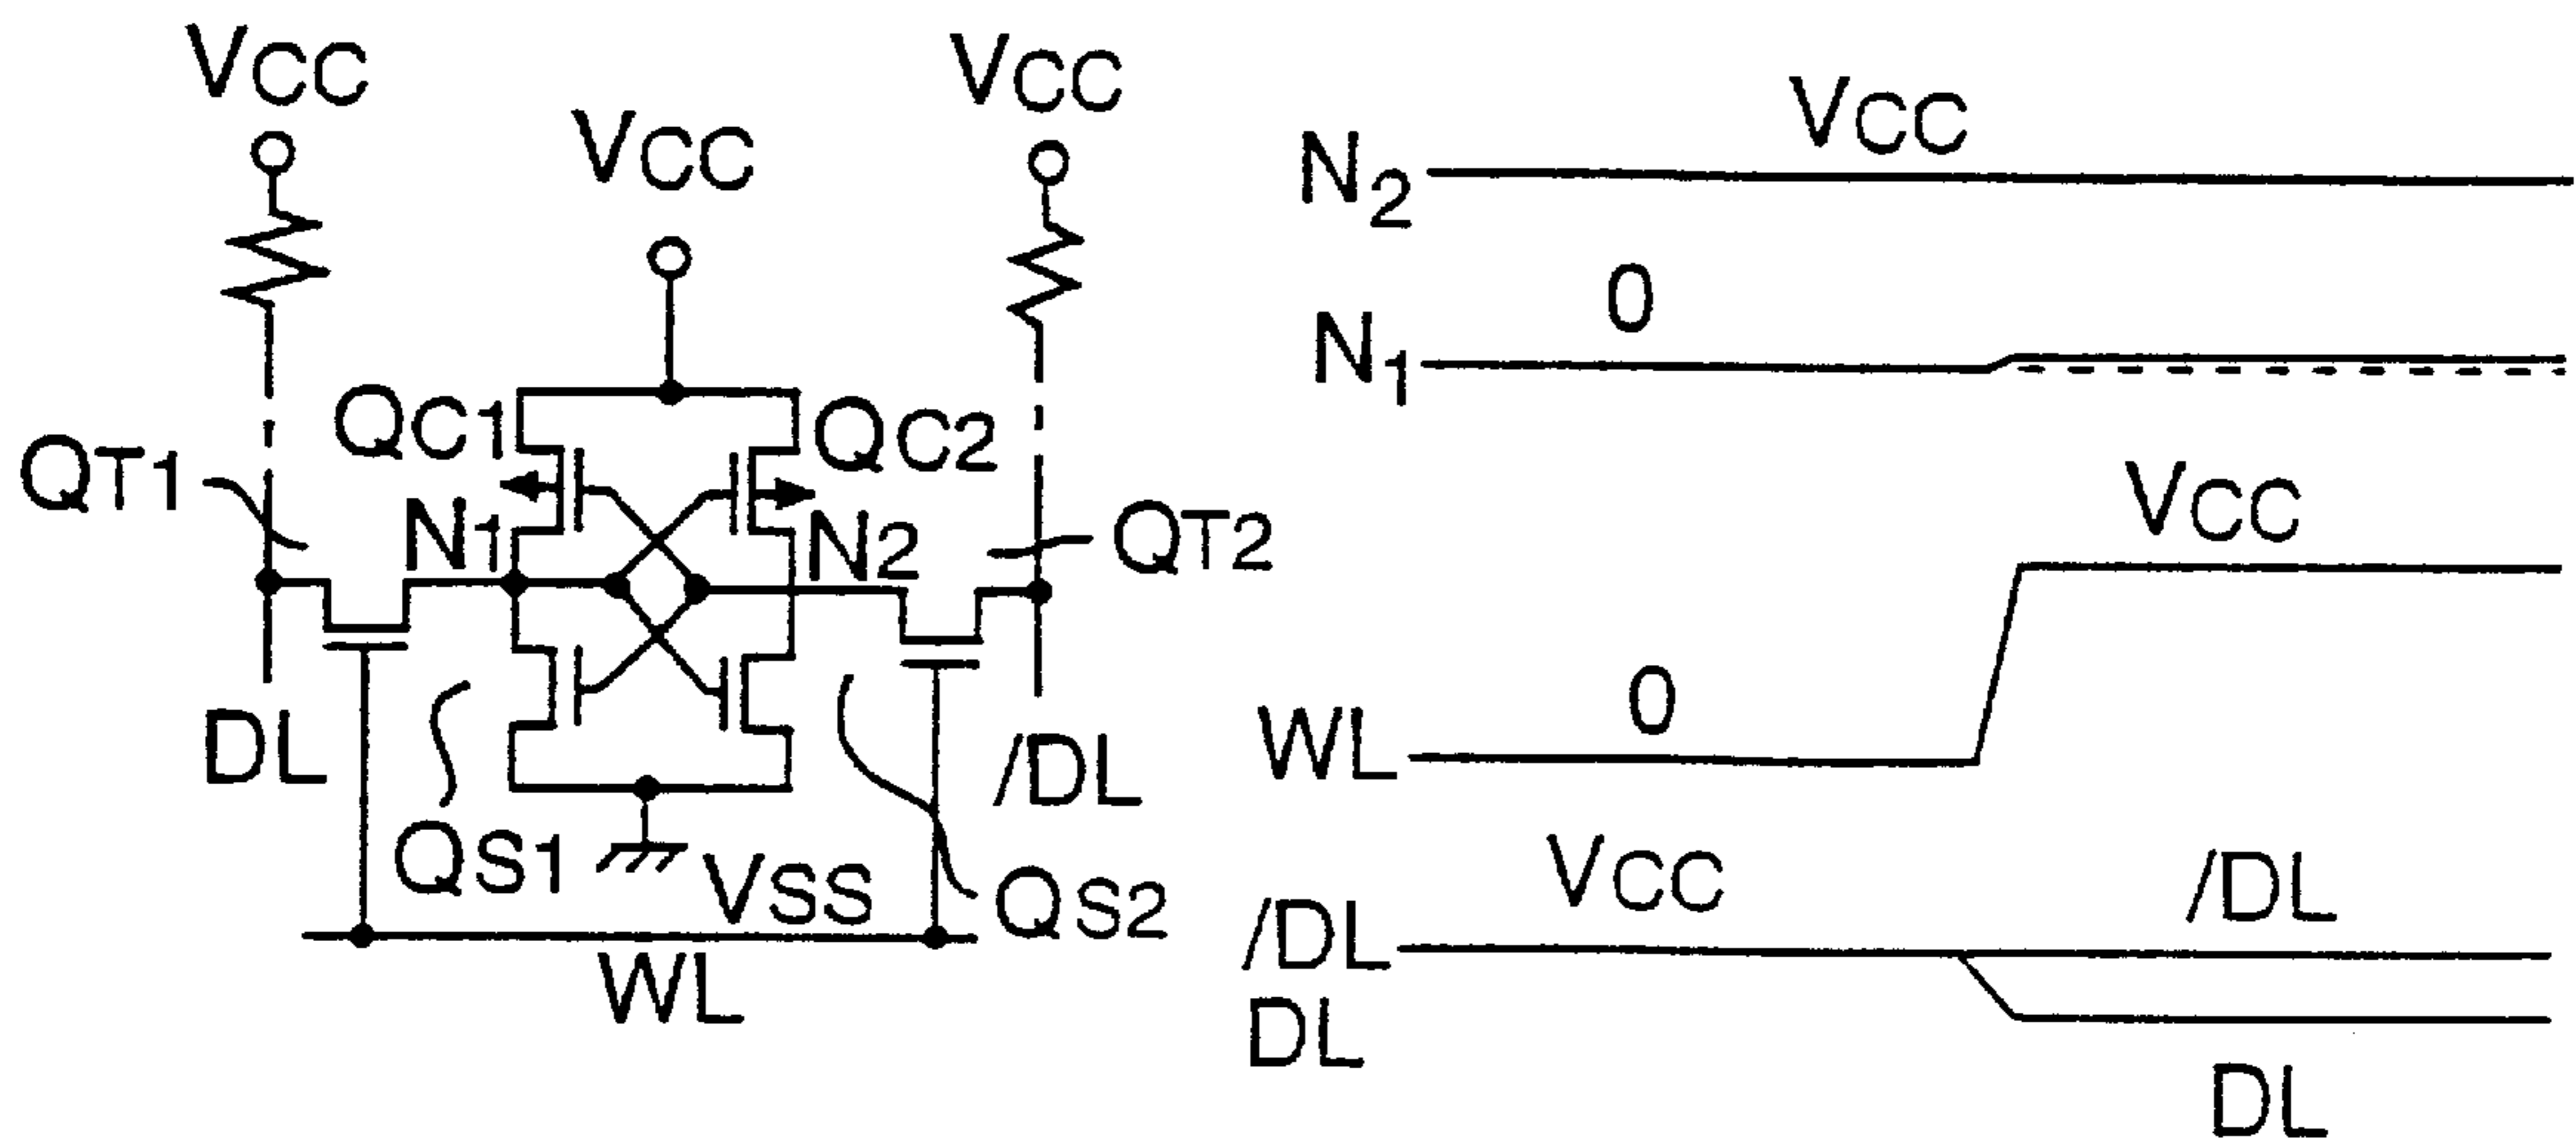 VCC
VCC
VCC
QC1
QC2
QT1
N1
N2
QT2
DL
/DL
QS1
VSS
QS2
WL
VCC
N2
0
N1
VCC
0
WL
VCC
/DL
/DL
DL
DL